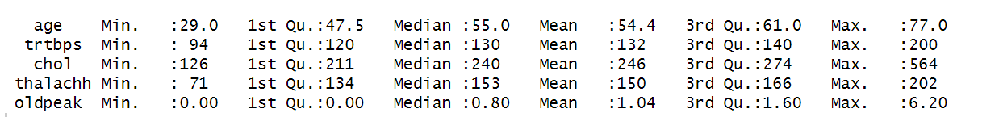 age Min. :29.0 1st Qu.:47.5 Median :55.0 Mean :54.4 3rd Qu.:61.0 Max. :77.0
trtbps Min. : 94 1st Qu.:120 Median :130 Mean :132 3rd Qu.:140 Max. :200
chol Min. :126 1st Qu.:211 Median :240 Mean :246 3rd Qu.:274 Max. :564
thalachh Min. : 71 1st Qu.:134 Median :153 Mean :150 3rd Qu.:166 Max. :202
oldpeak Min. :0.00 1st Qu.:0.00 Median :0.80 Mean :1.04 3rd Qu.:1.60 Max. :6.20